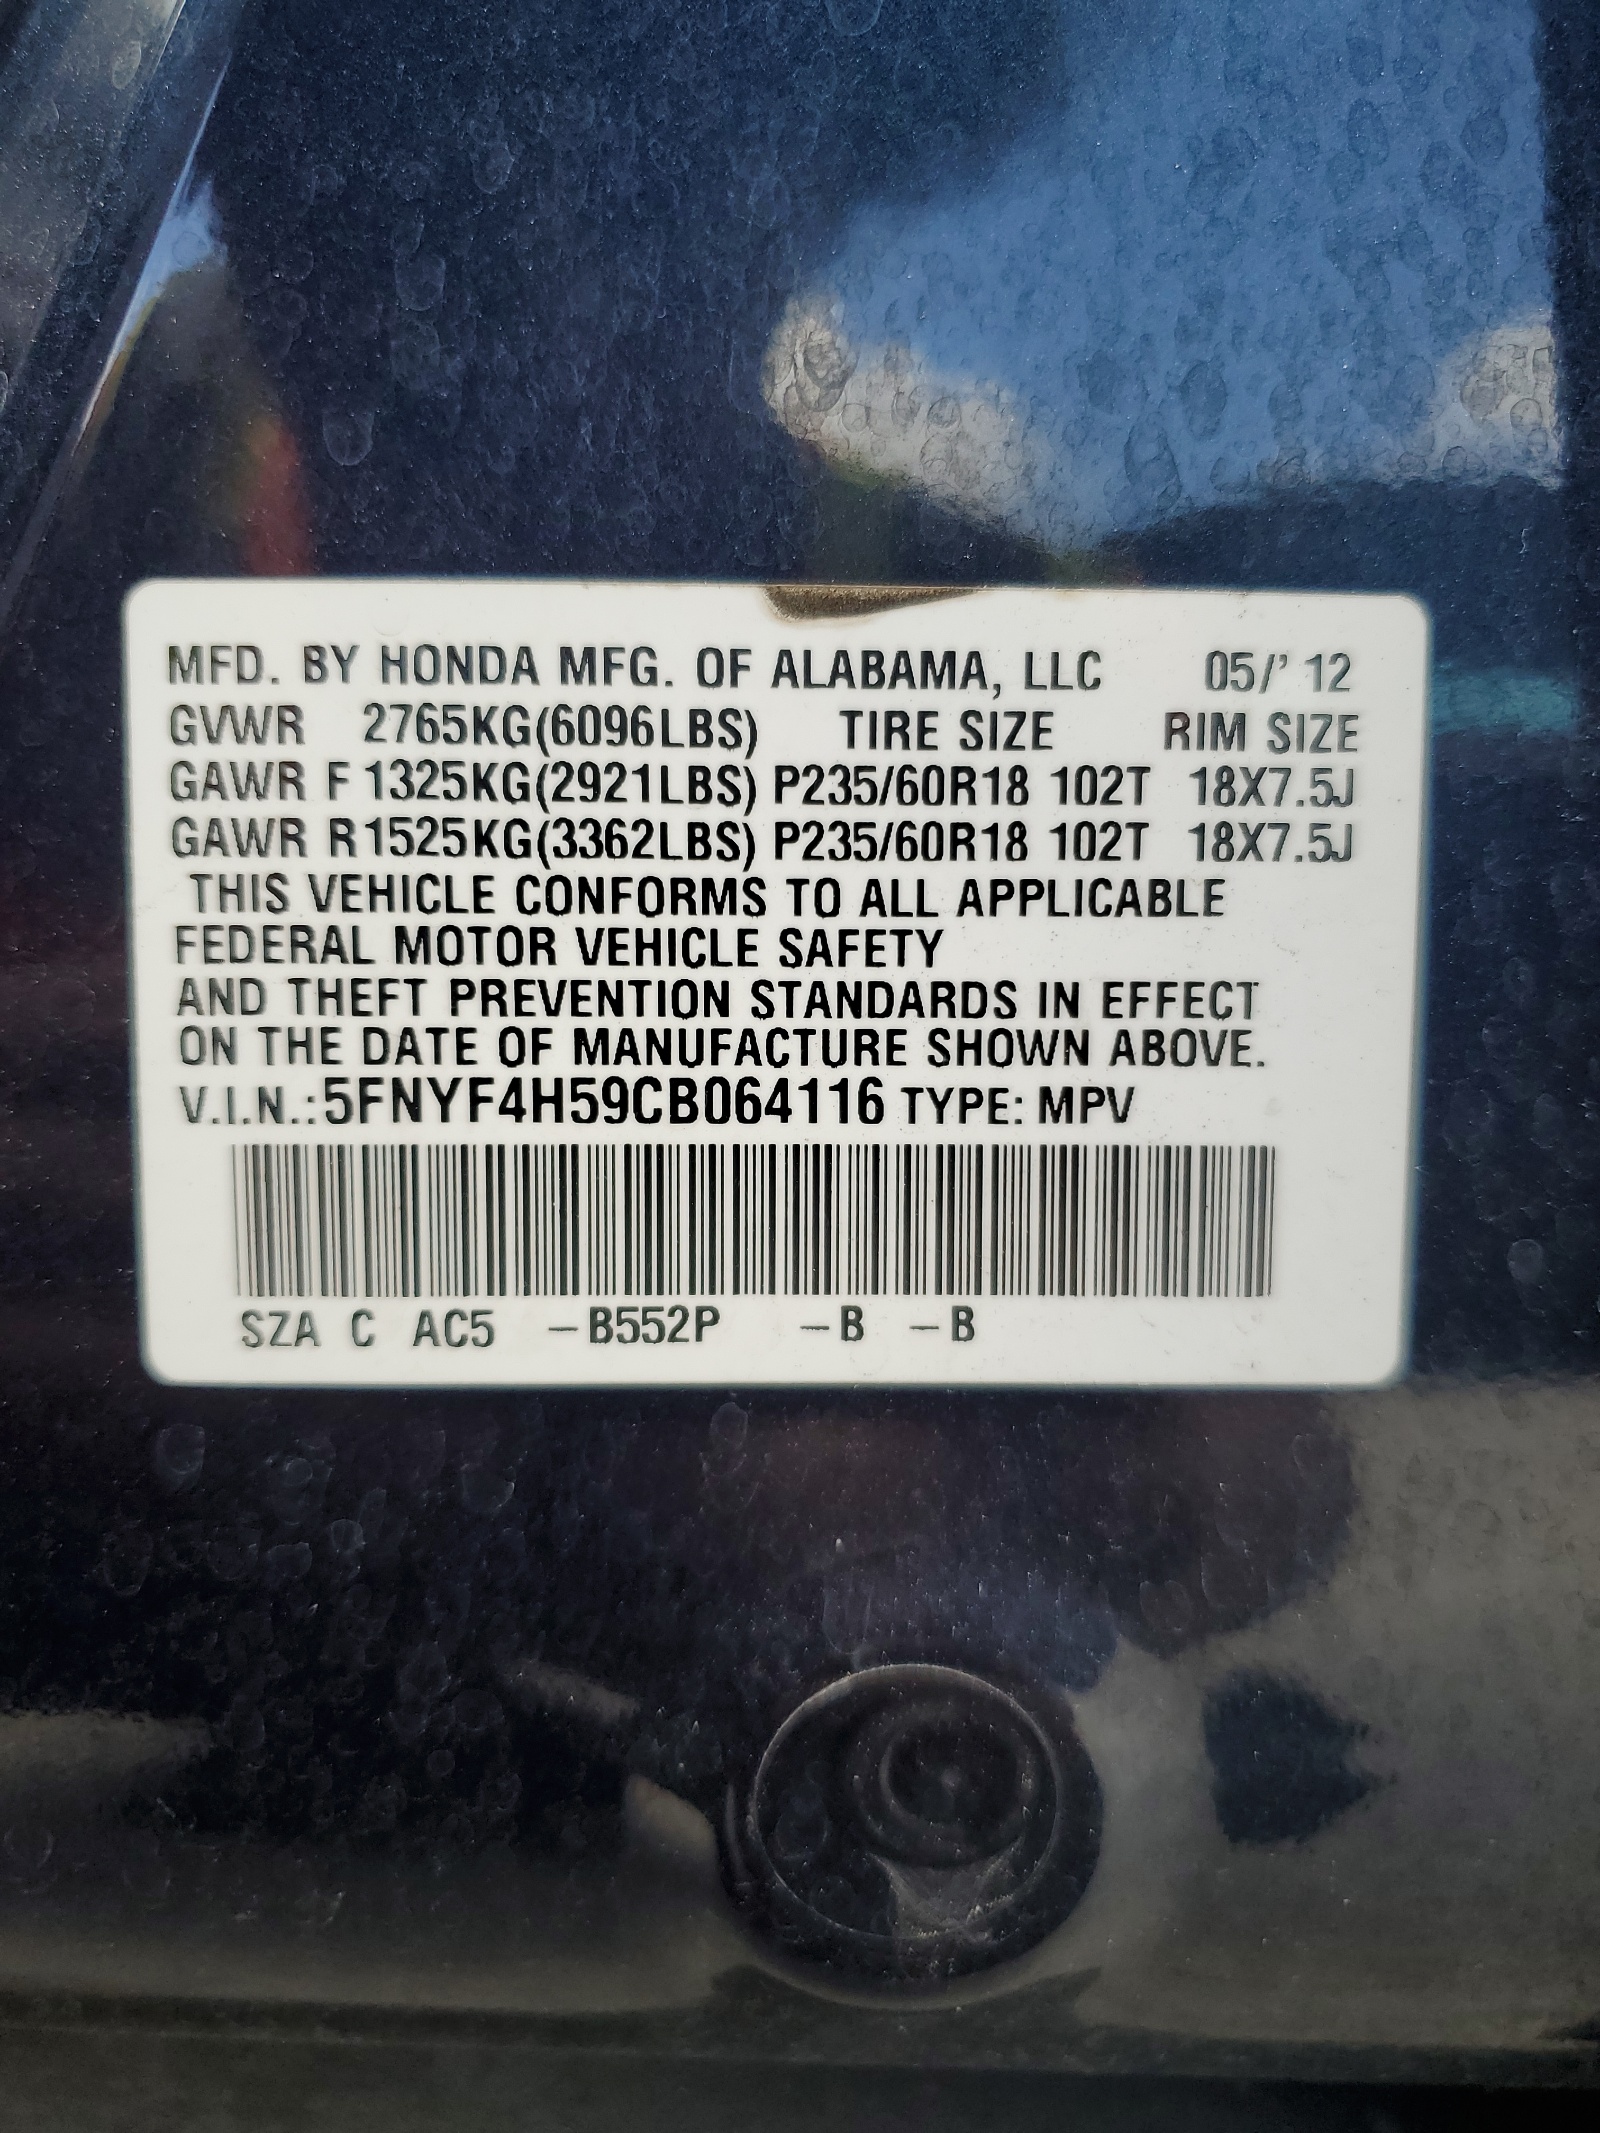 MFD. BY HONDA MFG. OF ALABAMA, LLC 05/' 12
GVWR 2765KG(6096LBS) TIRE SIZE RIM SIZE
GAWR F 1325KG(2921LBS) P235/60R18 102T 18X7.5J
GAWR R1525KG(3362LBS) P235/60R18 102T 18X7.5J
THIS VEHICLE CONFORMS TO ALL APPLICABLE
FEDERAL MOTOR VEHICLE SAFETY
AND THEFT PREVENTION STANDARDS IN EFFECT
ON THE DATE OF MANUFACTURE SHOWN ABOVE.
V.I.N.:5FNYF4H59CB064116 TYPE: MPV
SZA C AC5 –B552P –B –B